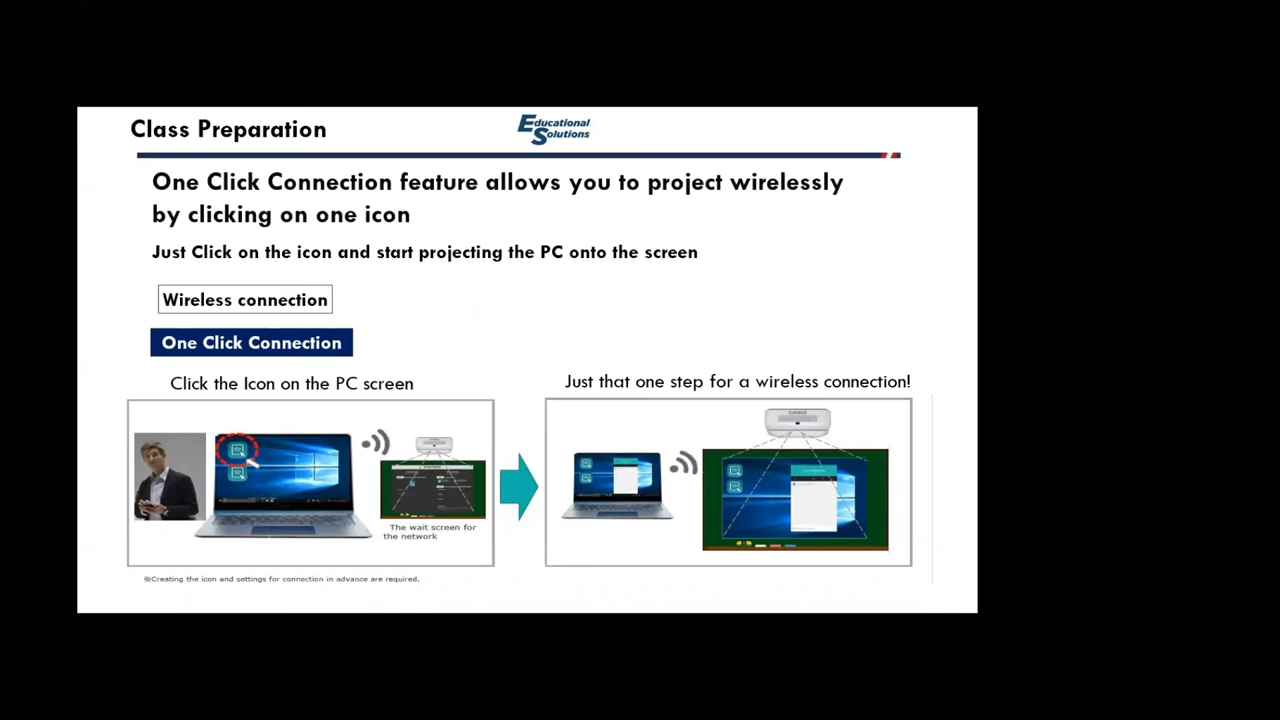 Class Preparation
Educational
Solutions
One Click Connection feature allows you to project wirelessly
by clicking on one icon
Just Click on the icon and start projecting the PC onto the screen
Wireless connection
One Click Connection
Click the Icon on the PC screen
Just that one step for a wireless connection!
CASIO
The wait screen for
the network
※Creating the icon and settings for connection in advance are required.